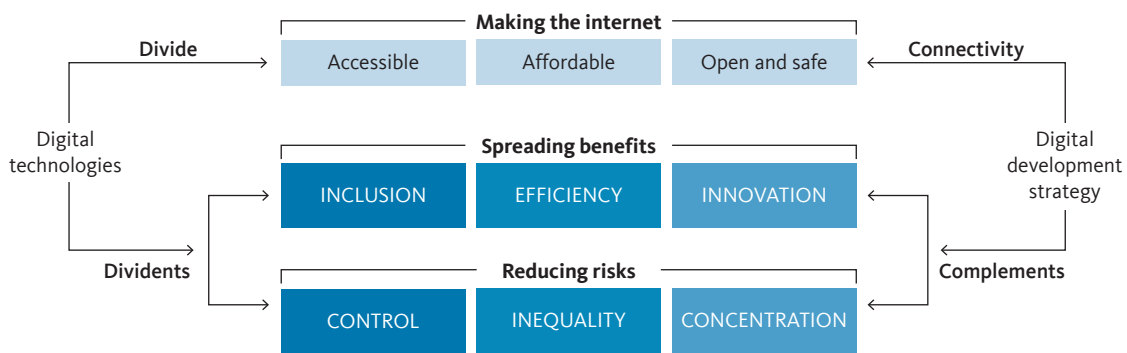 Making the internet
Divide
Connectivity
Accessible
Affordable
Open and safe
Digital
technologies
Digital
development
strategy
Spreading benefits
INCLUSION
EFFICIENCY
INNOVATION
Dividents
Complements
Reducing risks
CONTROL
INEQUALITY
CONCENTRATION